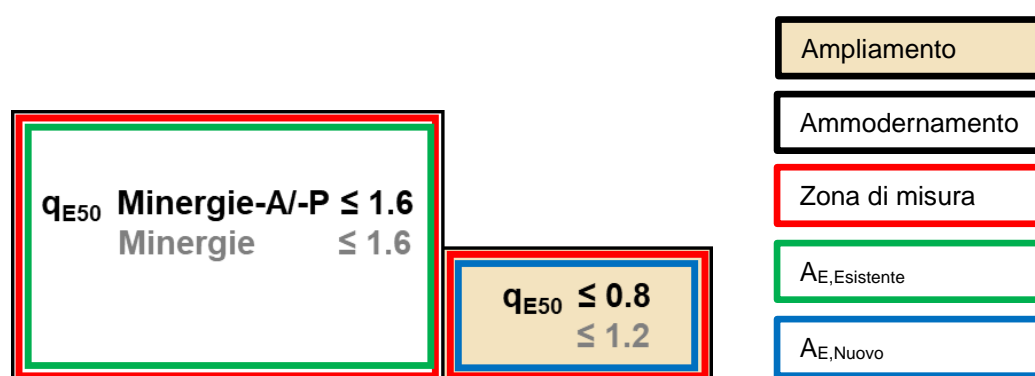 qE50 Minergie-A/-P ≤ 1.6
Minergie ≤ 1.6
qE50 ≤ 0.8
≤ 1.2
Ampliamento
Ammodernamento
Zona di misura
AE,Esistente
AE,Nuovo